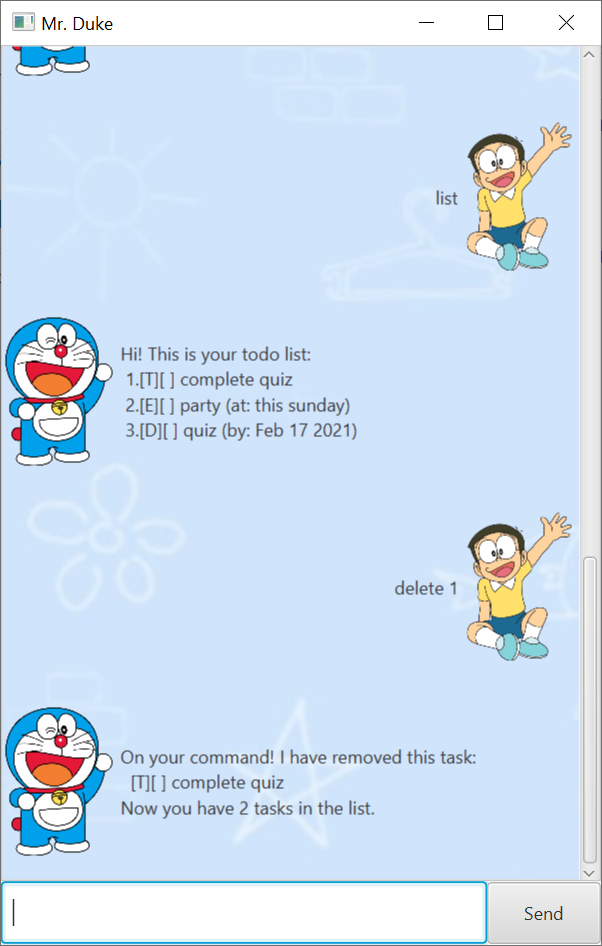 Mr. Duke
list
Hi! This is your todo list:
1.[T][ ] complete quiz
2.[E][ ] party (at: this sunday)
3.[D][ ] quiz (by: Feb 17 2021)
delete 1
On your command! I have removed this task:
[T][ ] complete quiz
Now you have 2 tasks in the list.
Send